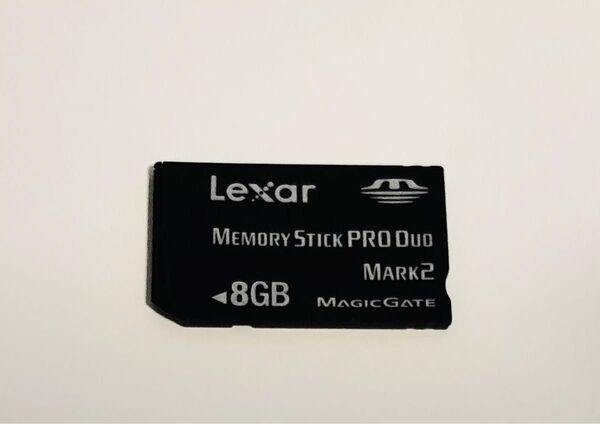 Lexar
MEMORY STICK PRO DUO
MARK2
◄8GB MAGICGATE